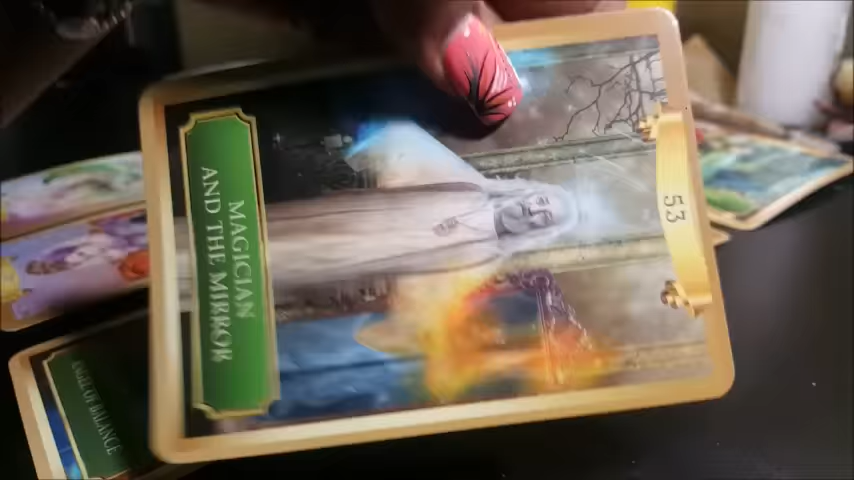 53
MAGICIAN
AND THE MIRROR
ANGEL OF BALANCE